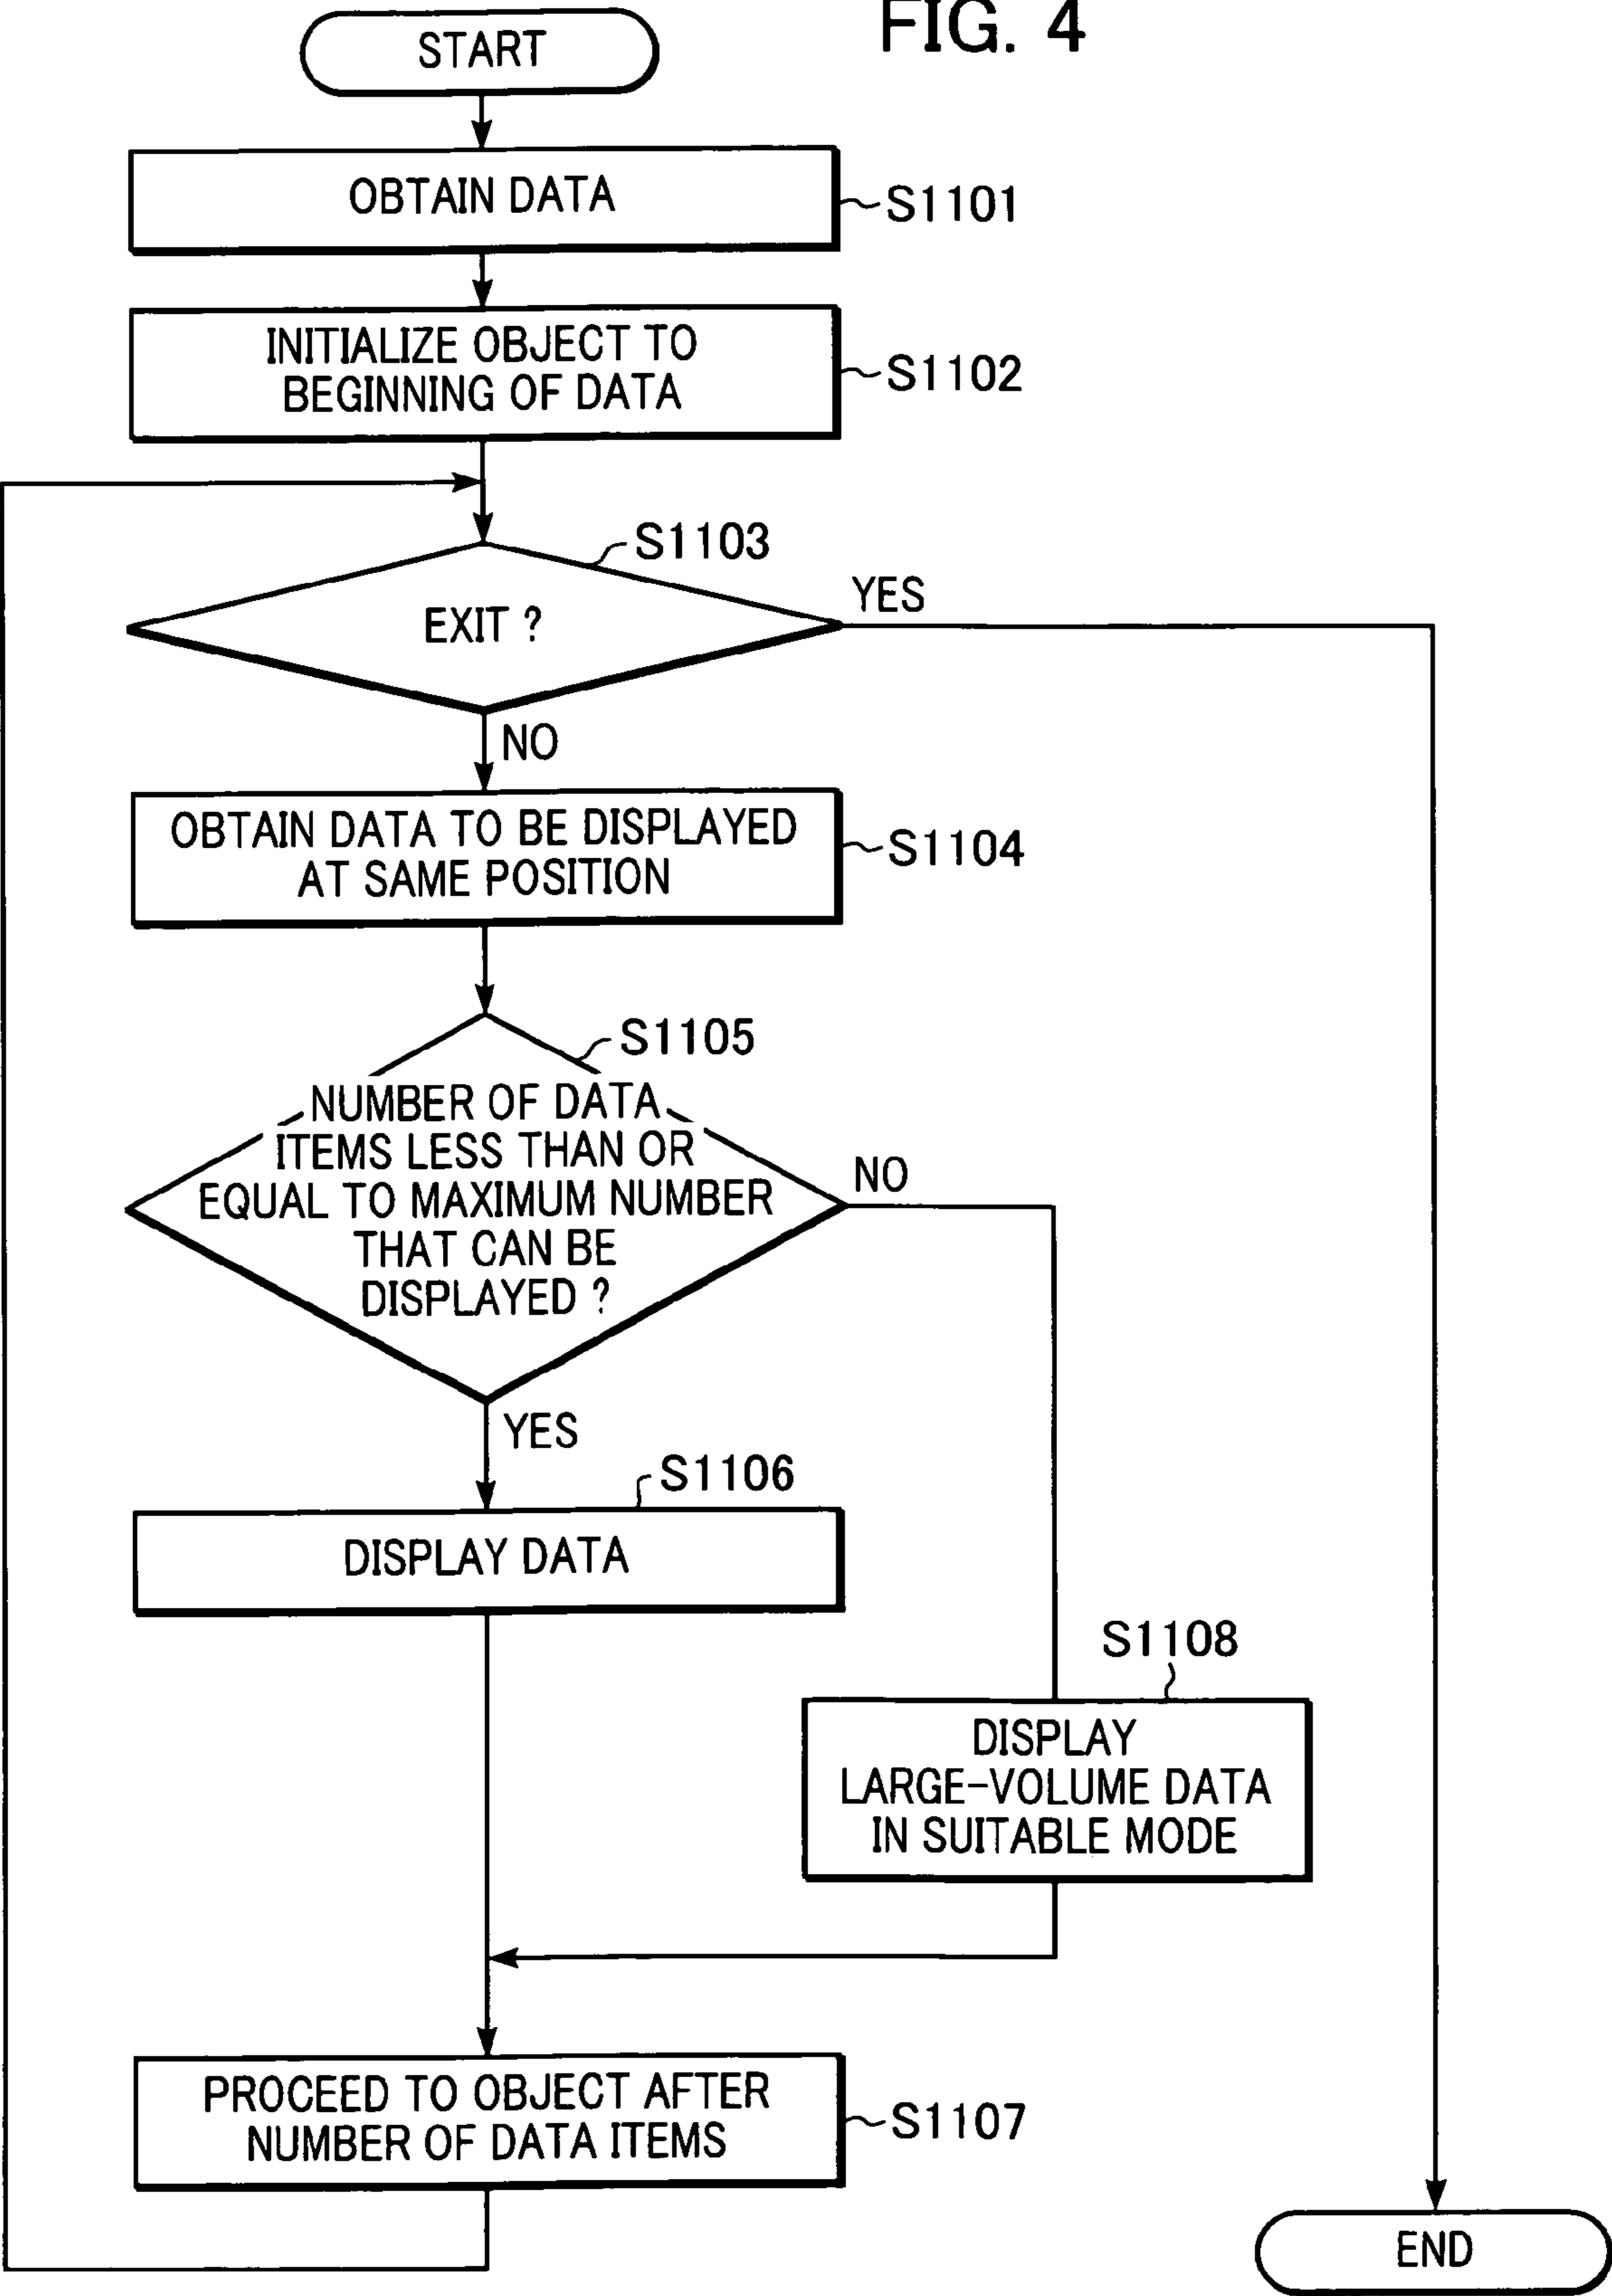 FIG. 4
START
OBTAIN DATA
S1101
INITIALIZE OBJECT TO
BEGINNING OF DATA
S1102
S1103
EXIT ?
YES
NO
OBTAIN DATA TO BE DISPLAYED
AT SAME POSITION
S1104
S1105
NUMBER OF DATA
ITEMS LESS THAN OR
EQUAL TO MAXIMUM NUMBER
THAT CAN BE
DISPLAYED ?
NO
YES
S1106
DISPLAY DATA
S1108
DISPLAY
LARGE-VOLUME DATA
IN SUITABLE MODE
PROCEED TO OBJECT AFTER
NUMBER OF DATA ITEMS
S1107
END